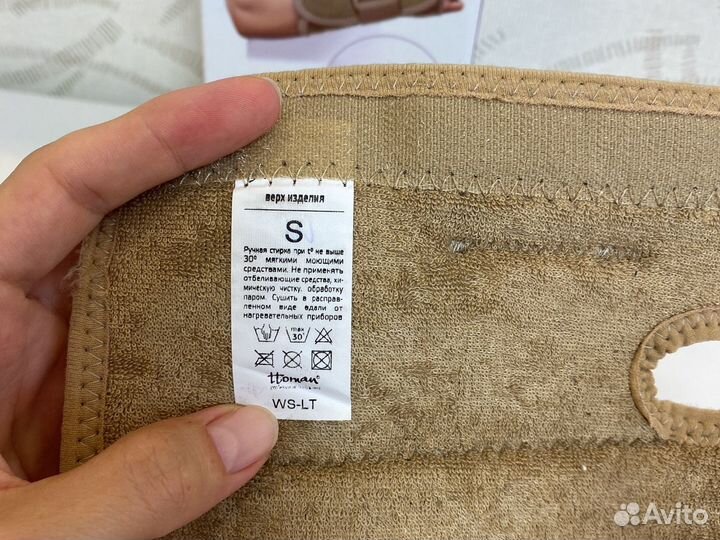 верх изделия
S
Ручная стирка при t° не выше
30° мягкими моющими
средствами. Не применять
отбеливающие средства, хи-
мическую чистку, обработку
паром. Сушить в расправ-
ленном виде вдали от
нагревательных приборов
max
30°
ttoman®
WS-LT
Avito